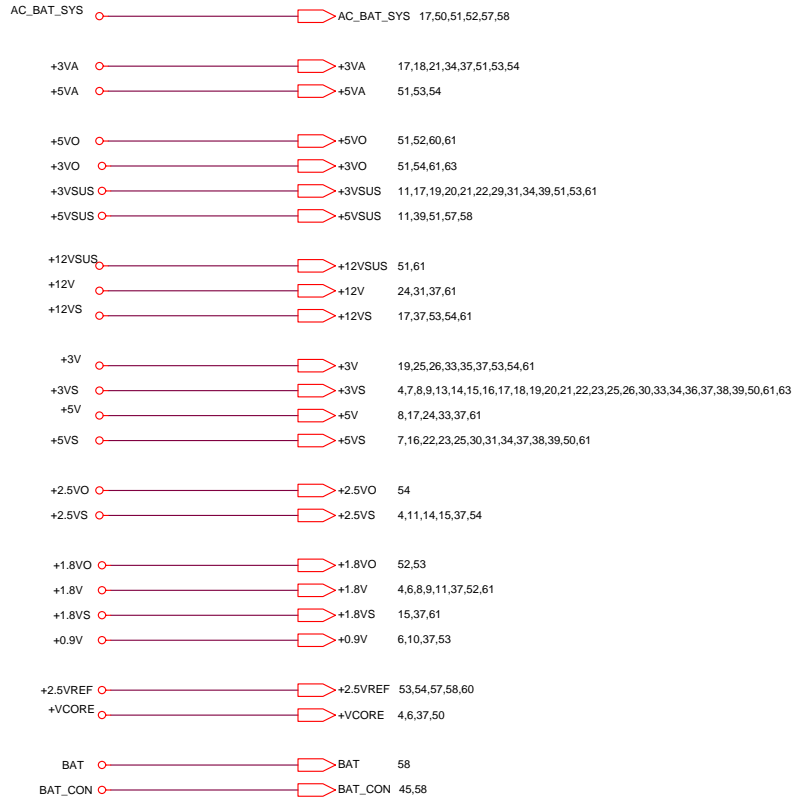 AC_BAT_SYS AC_BAT_SYS 17,50,51,52,57,58
+3VA +3VA 17,18,21,34,37,51,53,54
+5VA +5VA 51,53,54
+5VO +5VO 51,52,60,61
+3VO +3VO 51,54,61,63
+3VSUS +3VSUS 11,17,19,20,21,22,29,31,34,39,51,53,61
+5VSUS +5VSUS 11,39,51,57,58
+12VSUS +12VSUS 51,61
+12V +12V 24,31,37,61
+12VS +12VS 17,37,53,54,61
+3V +3V 19,25,26,33,35,37,53,54,61
+3VS +3VS 4,7,8,9,13,14,15,16,17,18,19,20,21,22,23,25,26,30,33,34,36,37,38,39,50,61,63
+5V +5V 8,17,24,33,37,61
+5VS +5VS 7,16,22,23,25,30,31,34,37,38,39,50,61
+2.5VO +2.5VO 54
+2.5VS +2.5VS 4,11,14,15,37,54
+1.8VO +1.8VO 52,53
+1.8V +1.8V 4,6,8,9,11,37,52,61
+1.8VS +1.8VS 15,37,61
+0.9V +0.9V 6,10,37,53
+2.5VREF +2.5VREF 53,54,57,58,60
+VCORE +VCORE 4,6,37,50
BAT BAT 58
BAT_CON BAT_CON 45,58